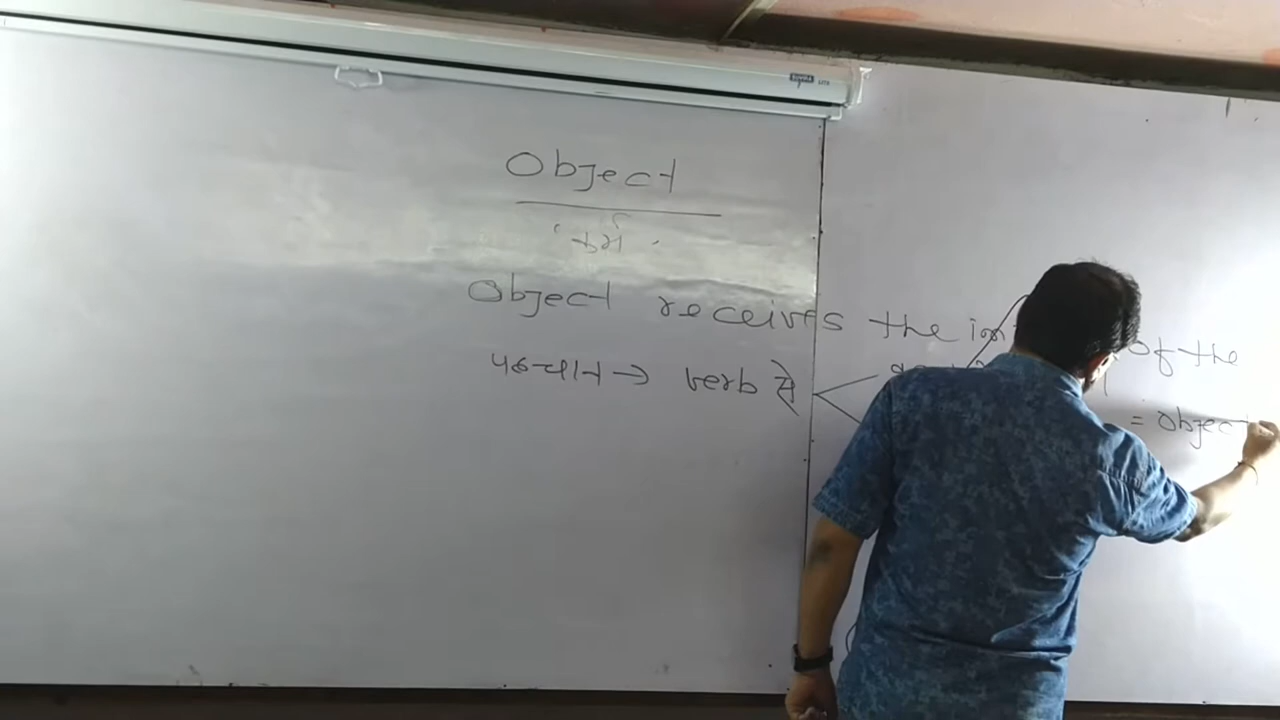 Object
कर्म
Object receives the of the
पहचान → verb से
= object